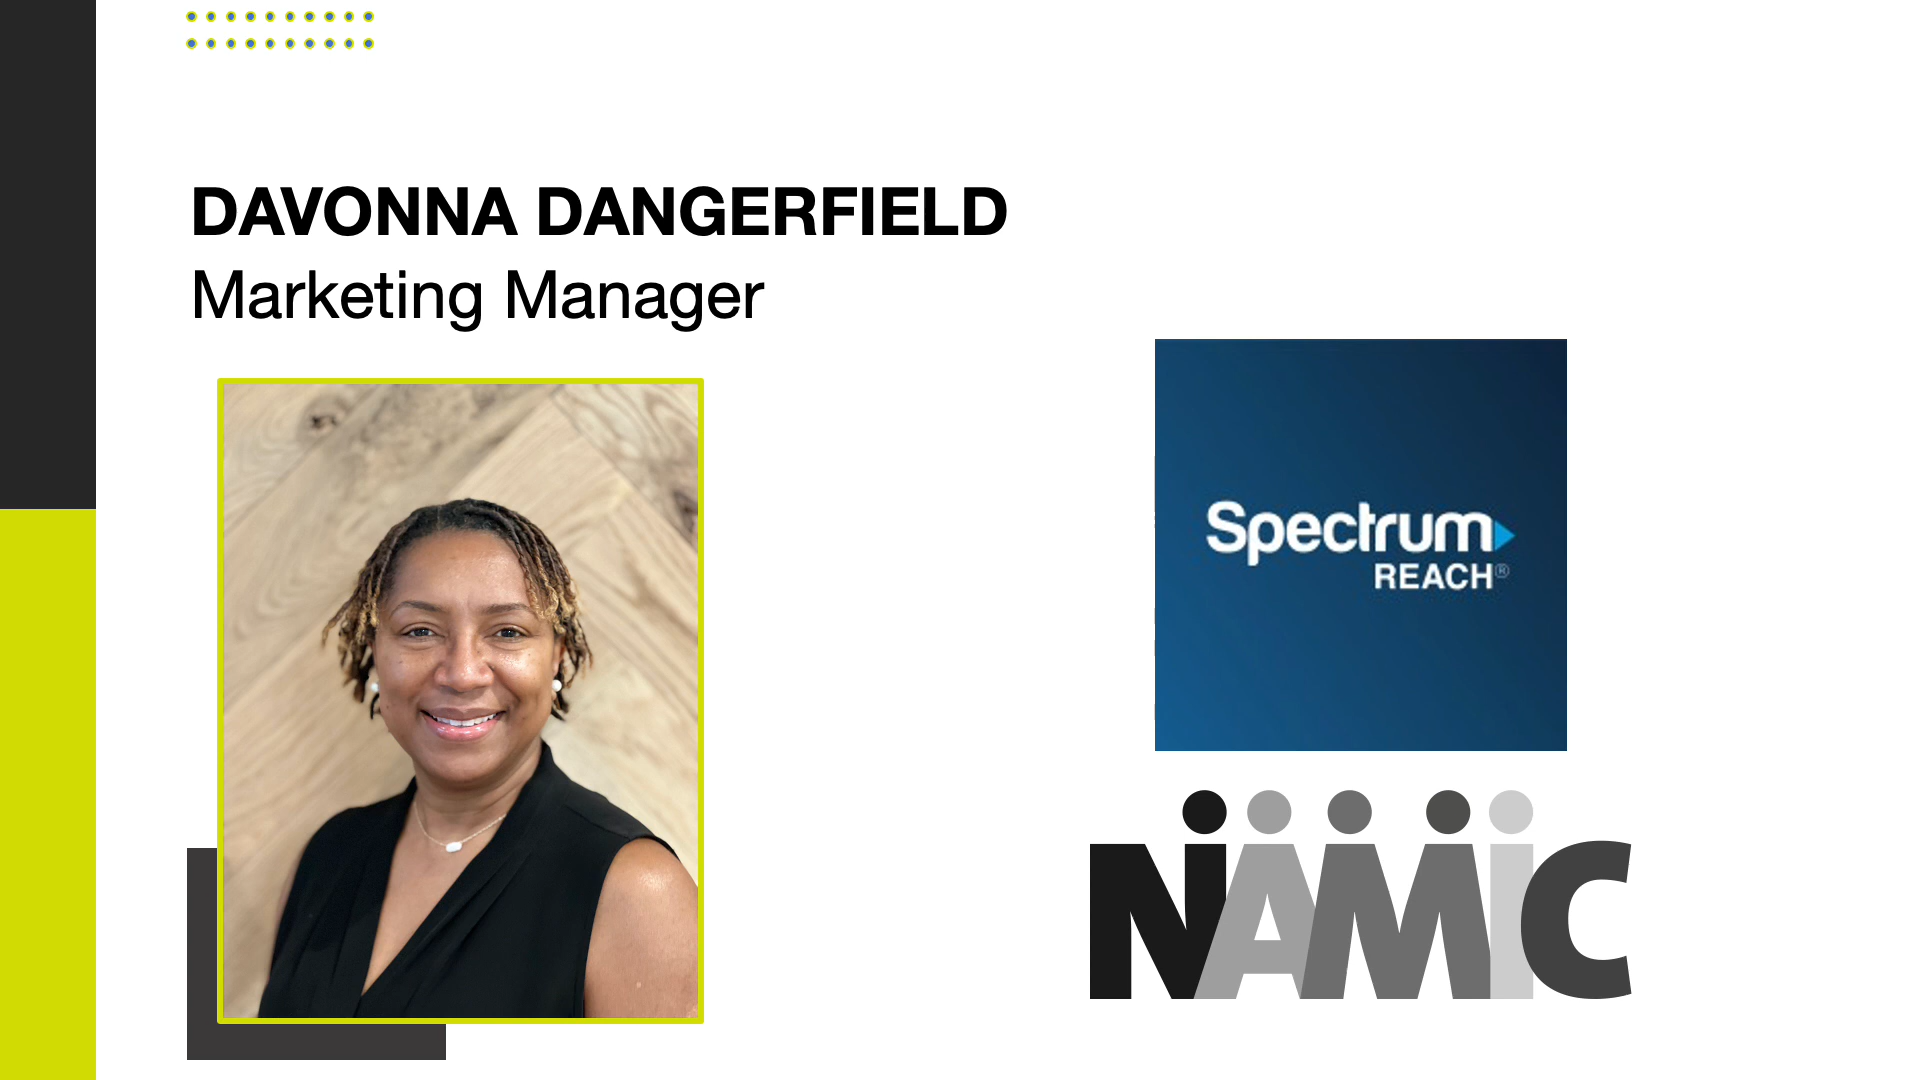 DAVONNA DANGERFIELD
Marketing Manager
Spectrum
REACH®
NAMIC